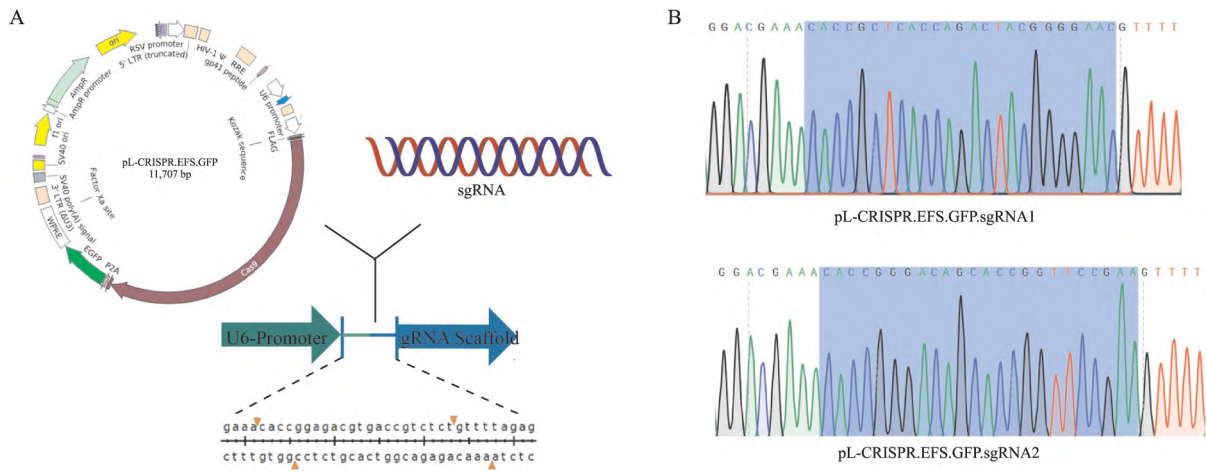 A
B
ori
RSV promoter
5' LTR (truncated)
HIV-1 Ψ
RRE
gp41 peptide
U6 promoter
FLAG
Kozak sequence
AmpR
AmpR promoter
f1 ori
SV40 ori
SV40 poly(A) signal
3' LTR (ΔU3)
Factor Xa site
WPRE
EGFP
P2A
Cas9
pL-CRISPR.EFS.GFP
11,707 bp
sgRNA
U6-Promoter
gRNA Scaffold
gaaacaccggagacgtgaccgtctctgttttagag
ctttgtggcctctgcactggcagagacaaaatctc
G G A C G A A A C A C C G C T C A C C A G A C T A C G G G G A A C G T T T T
pL-CRISPR.EFS.GFP.sgRNA1
G G A C G A A A C A C C G G G A C A G C A C C G G T T C C G A A G T T T T
pL-CRISPR.EFS.GFP.sgRNA2